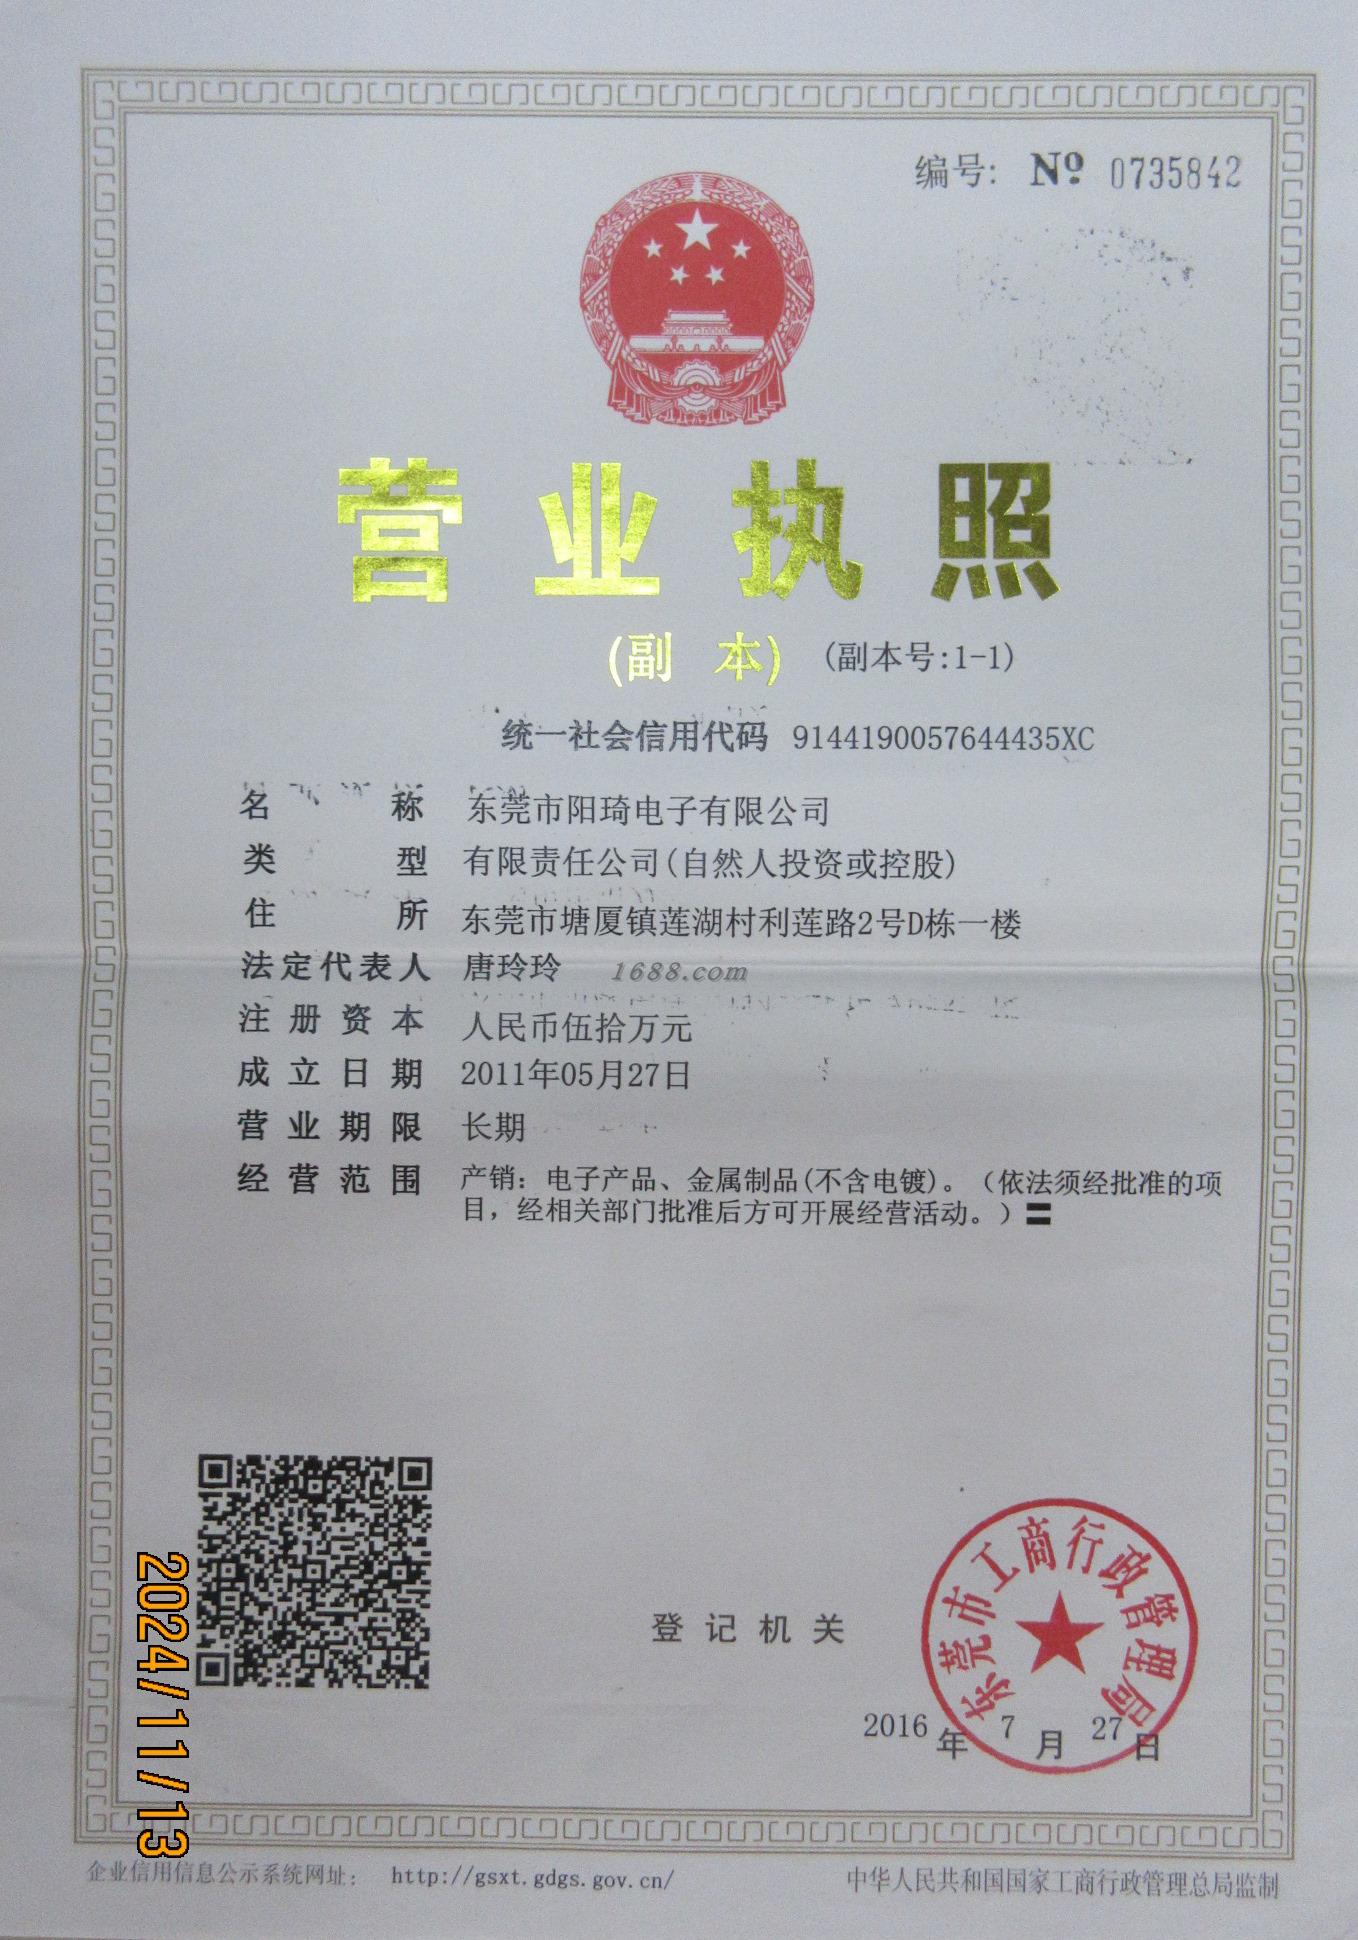 编号: No 0735842
营业执照
(副 本) (副本号:1-1)
统一社会信用代码 9144190057644435XC
名称 东莞市阳琦电子有限公司
类型 有限责任公司(自然人投资或控股)
住所 东莞市塘厦镇莲湖村利莲路2号D栋一楼
法定代表人 唐玲玲 1688.com
注册资本 人民币伍拾万元
成立日期 2011年05月27日
营业期限 长期
经营范围 产销：电子产品、金属制品(不含电镀)。（依法须经批准的项
目，经相关部门批准后方可开展经营活动。）〓
登记机关
东莞市工商行政管理局
2016年7月27日
2024/11/13
企业信用信息公示系统网址： http://gsxt.gdgs.gov.cn/ 中华人民共和国国家工商行政管理总局监制